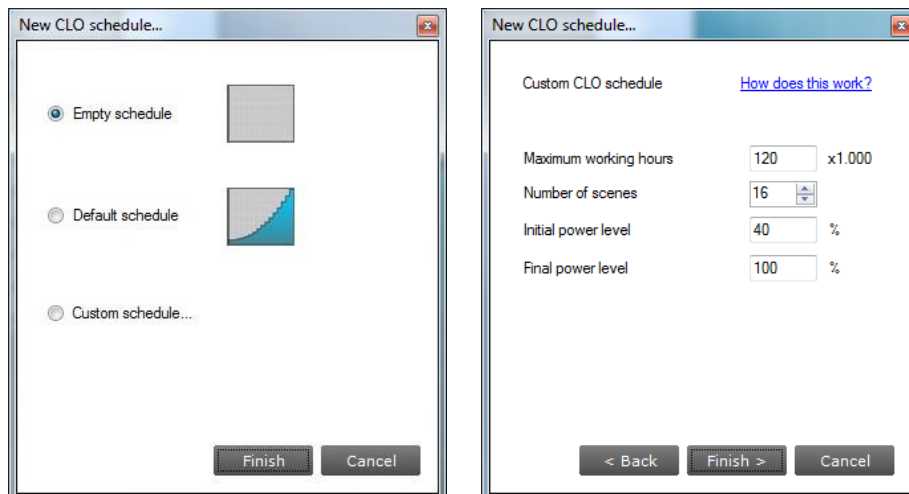 New CLO schedule...
Empty schedule
Default schedule
Custom schedule...
Finish Cancel
New CLO schedule...
Custom CLO schedule How does this work?
Maximum working hours 120 x1.000
Number of scenes 16
Initial power level 40 %
Final power level 100 %
< Back Finish > Cancel